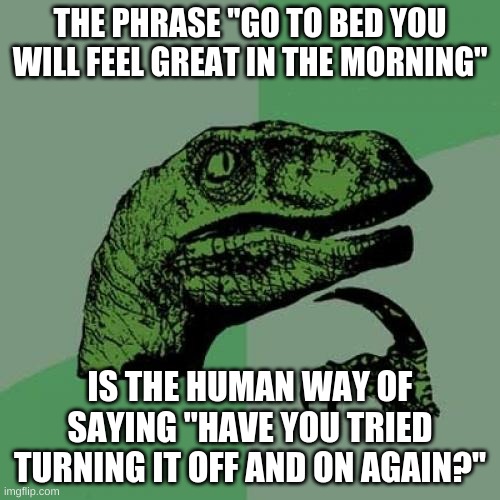 THE PHRASE "GO TO BED YOU
WILL FEEL GREAT IN THE MORNING"
IS THE HUMAN WAY OF
SAYING "HAVE YOU TRIED
TURNING IT OFF AND ON AGAIN?"
imgflip.com